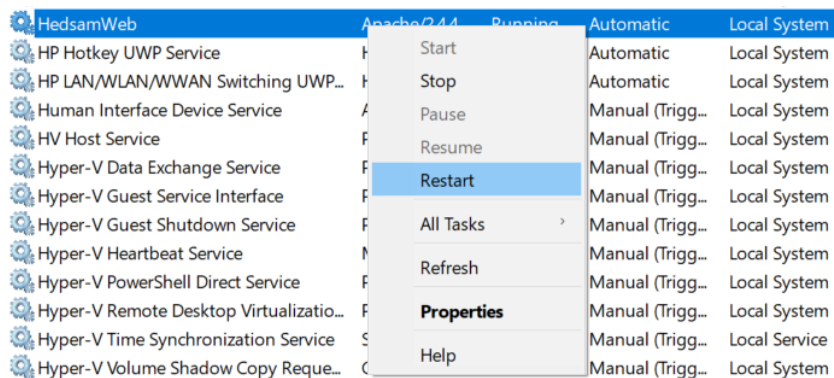 HedsamWeb Apache/2.4.4 Running Automatic Local System
HP Hotkey UWP Service H Start Automatic Local System
HP LAN/WLAN/WWAN Switching UWP... H Stop Automatic Local System
Human Interface Device Service A Pause Manual (Trigg... Local System
HV Host Service Resume Manual (Trigg... Local System
Hyper-V Data Exchange Service Restart Manual (Trigg... Local System
Hyper-V Guest Service Interface Manual (Trigg... Local System
Hyper-V Guest Shutdown Service All Tasks Manual (Trigg... Local System
Hyper-V Heartbeat Service Refresh Manual (Trigg... Local System
Hyper-V PowerShell Direct Service Manual (Trigg... Local System
Hyper-V Remote Desktop Virtualizatio... Properties Manual (Trigg... Local System
Hyper-V Time Synchronization Service S Manual (Trigg... Local Service
Hyper-V Volume Shadow Copy Reque... Help Manual (Trigg... Local System